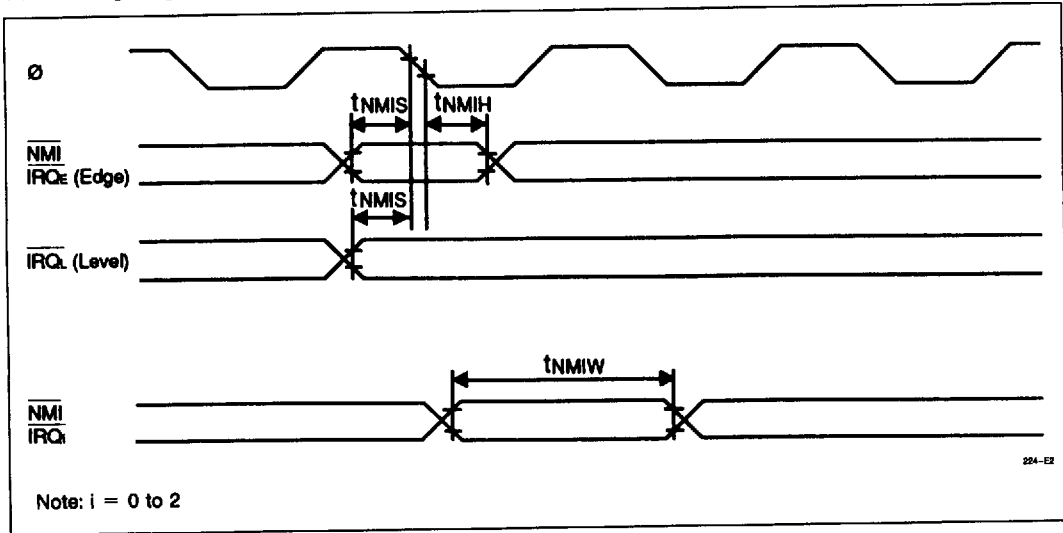 Ø
tNMIS tNMIH
NMI
IRQE (Edge)
tNMIS
IRQL (Level)
tNMIW
NMI
IRQi
224-E2
Note: i = 0 to 2